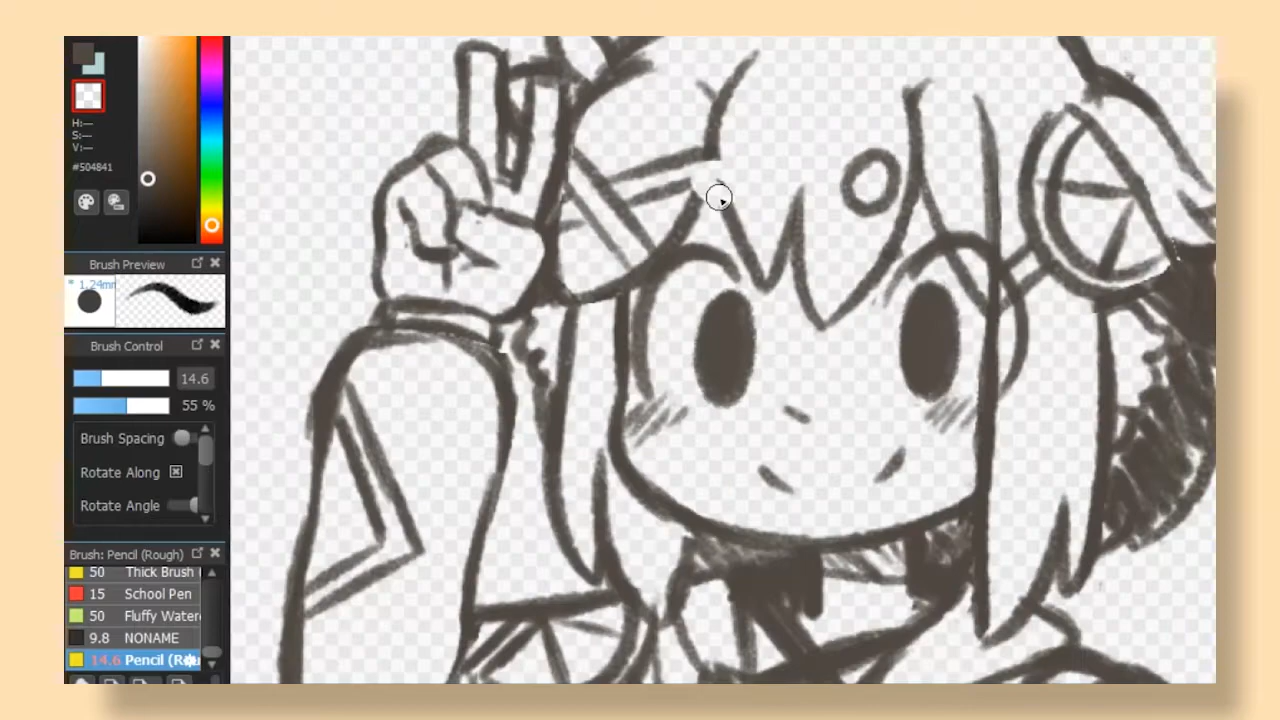 H:---
S:---
V:---
#504841
Brush Preview
* 1.24mm
Brush Control
14.6
55 %
Brush Spacing
Rotate Along
Rotate Angle
Brush: Pencil (Rough)
50 Thick Brush (
15 School Pen
50 Fluffy Water
9.8 NONAME
14.6 Pencil (Rou